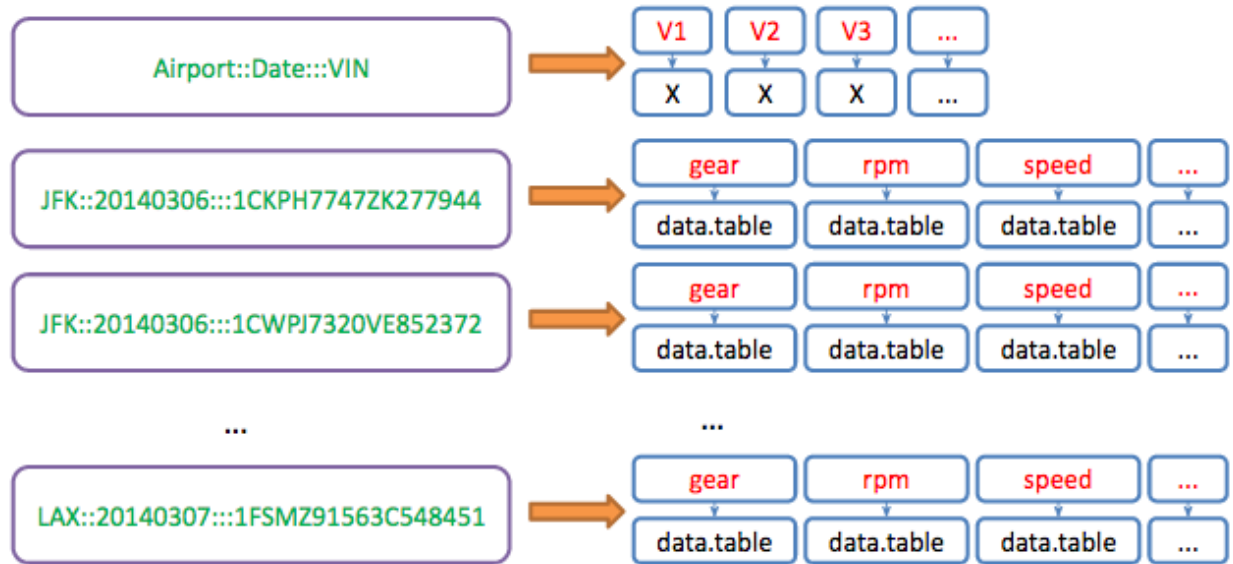 Airport::Date:::VIN
V1 V2 V3 ...
X X X ...
JFK::20140306:::1CKPH7747ZK277944
gear rpm speed ...
data.table data.table data.table ...
JFK::20140306:::1CWPJ7320VE852372
gear rpm speed ...
data.table data.table data.table ...
... ...
LAX::20140307:::1FSMZ91563C548451
gear rpm speed ...
data.table data.table data.table ...